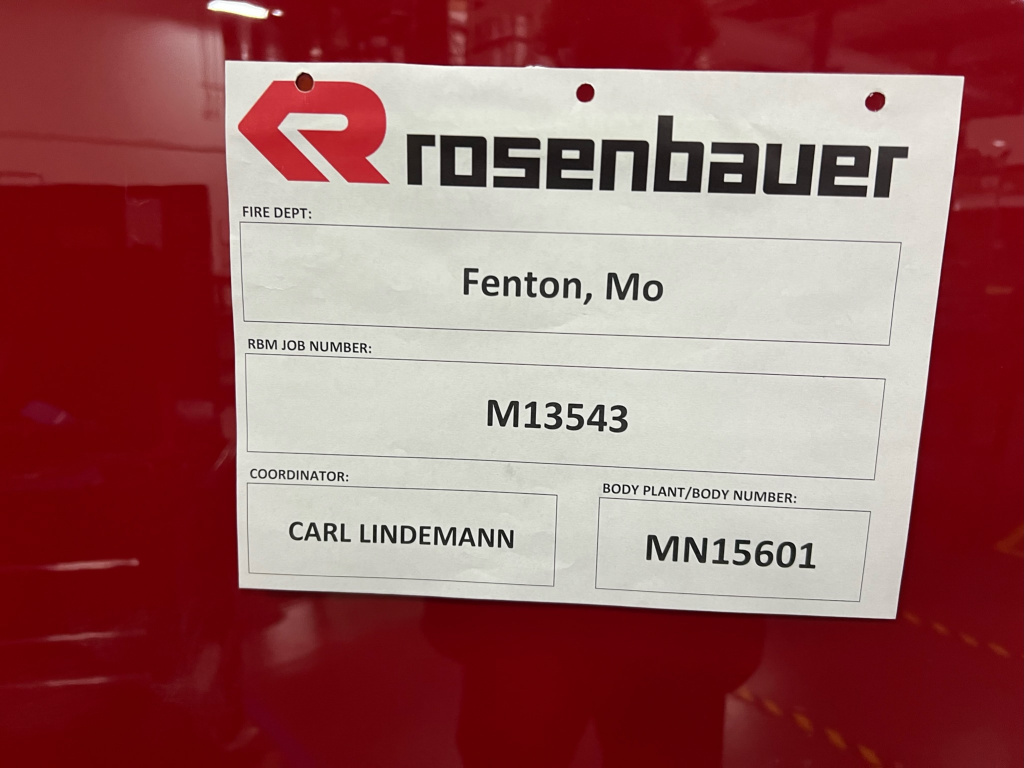 rosenbauer
FIRE DEPT:
Fenton, Mo
RBM JOB NUMBER:
M13543
COORDINATOR:
CARL LINDEMANN
BODY PLANT/BODY NUMBER:
MN15601